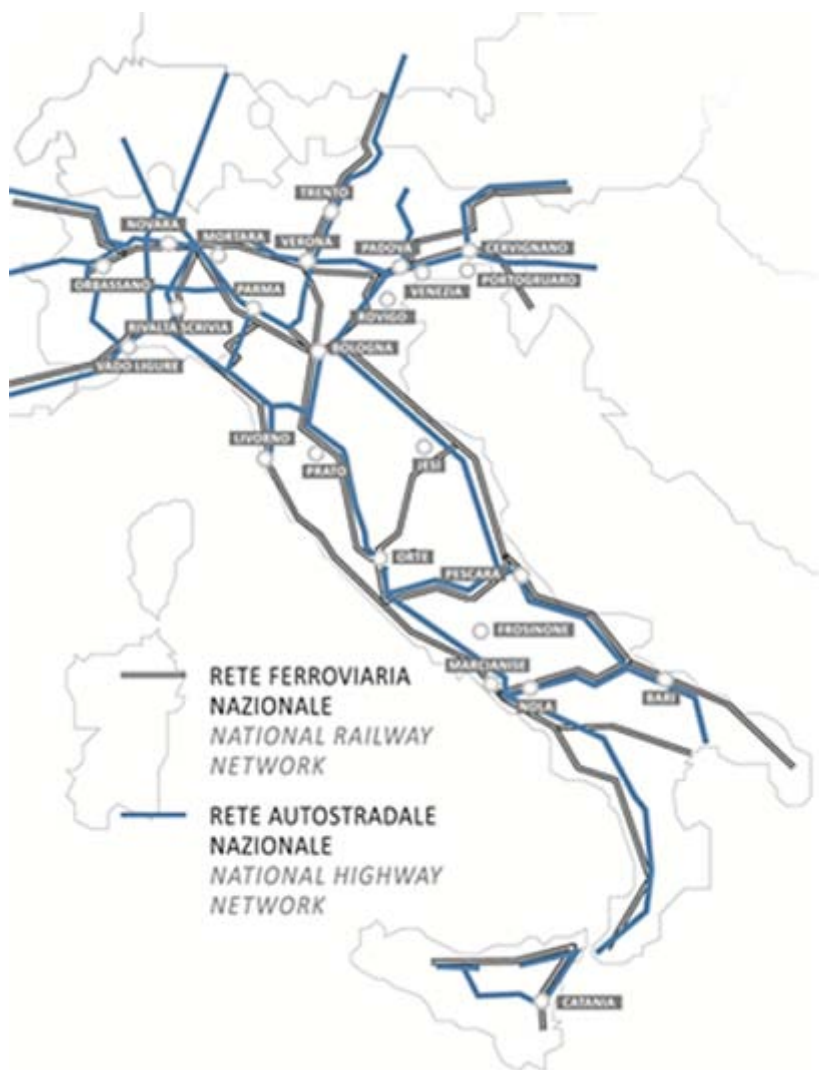 TRENTO
NOVARA
MORTARA
VERONA
PADOVA
CERVIGNANO
ORBASSANO
PARMA
VENEZIA
PORTOGRUARO
ROVIGO
RIVALTA SCRIVIA
BOLOGNA
VADO LIGURE
LIVORNO
PRATO
JESI
ORTE
PESCARA
FROSINONE
MARCIANISE
NOLA
BARI
RETE FERROVIARIA
NAZIONALE
NATIONAL RAILWAY
NETWORK
RETE AUTOSTRADALE
NAZIONALE
NATIONAL HIGHWAY
NETWORK
CATANIA